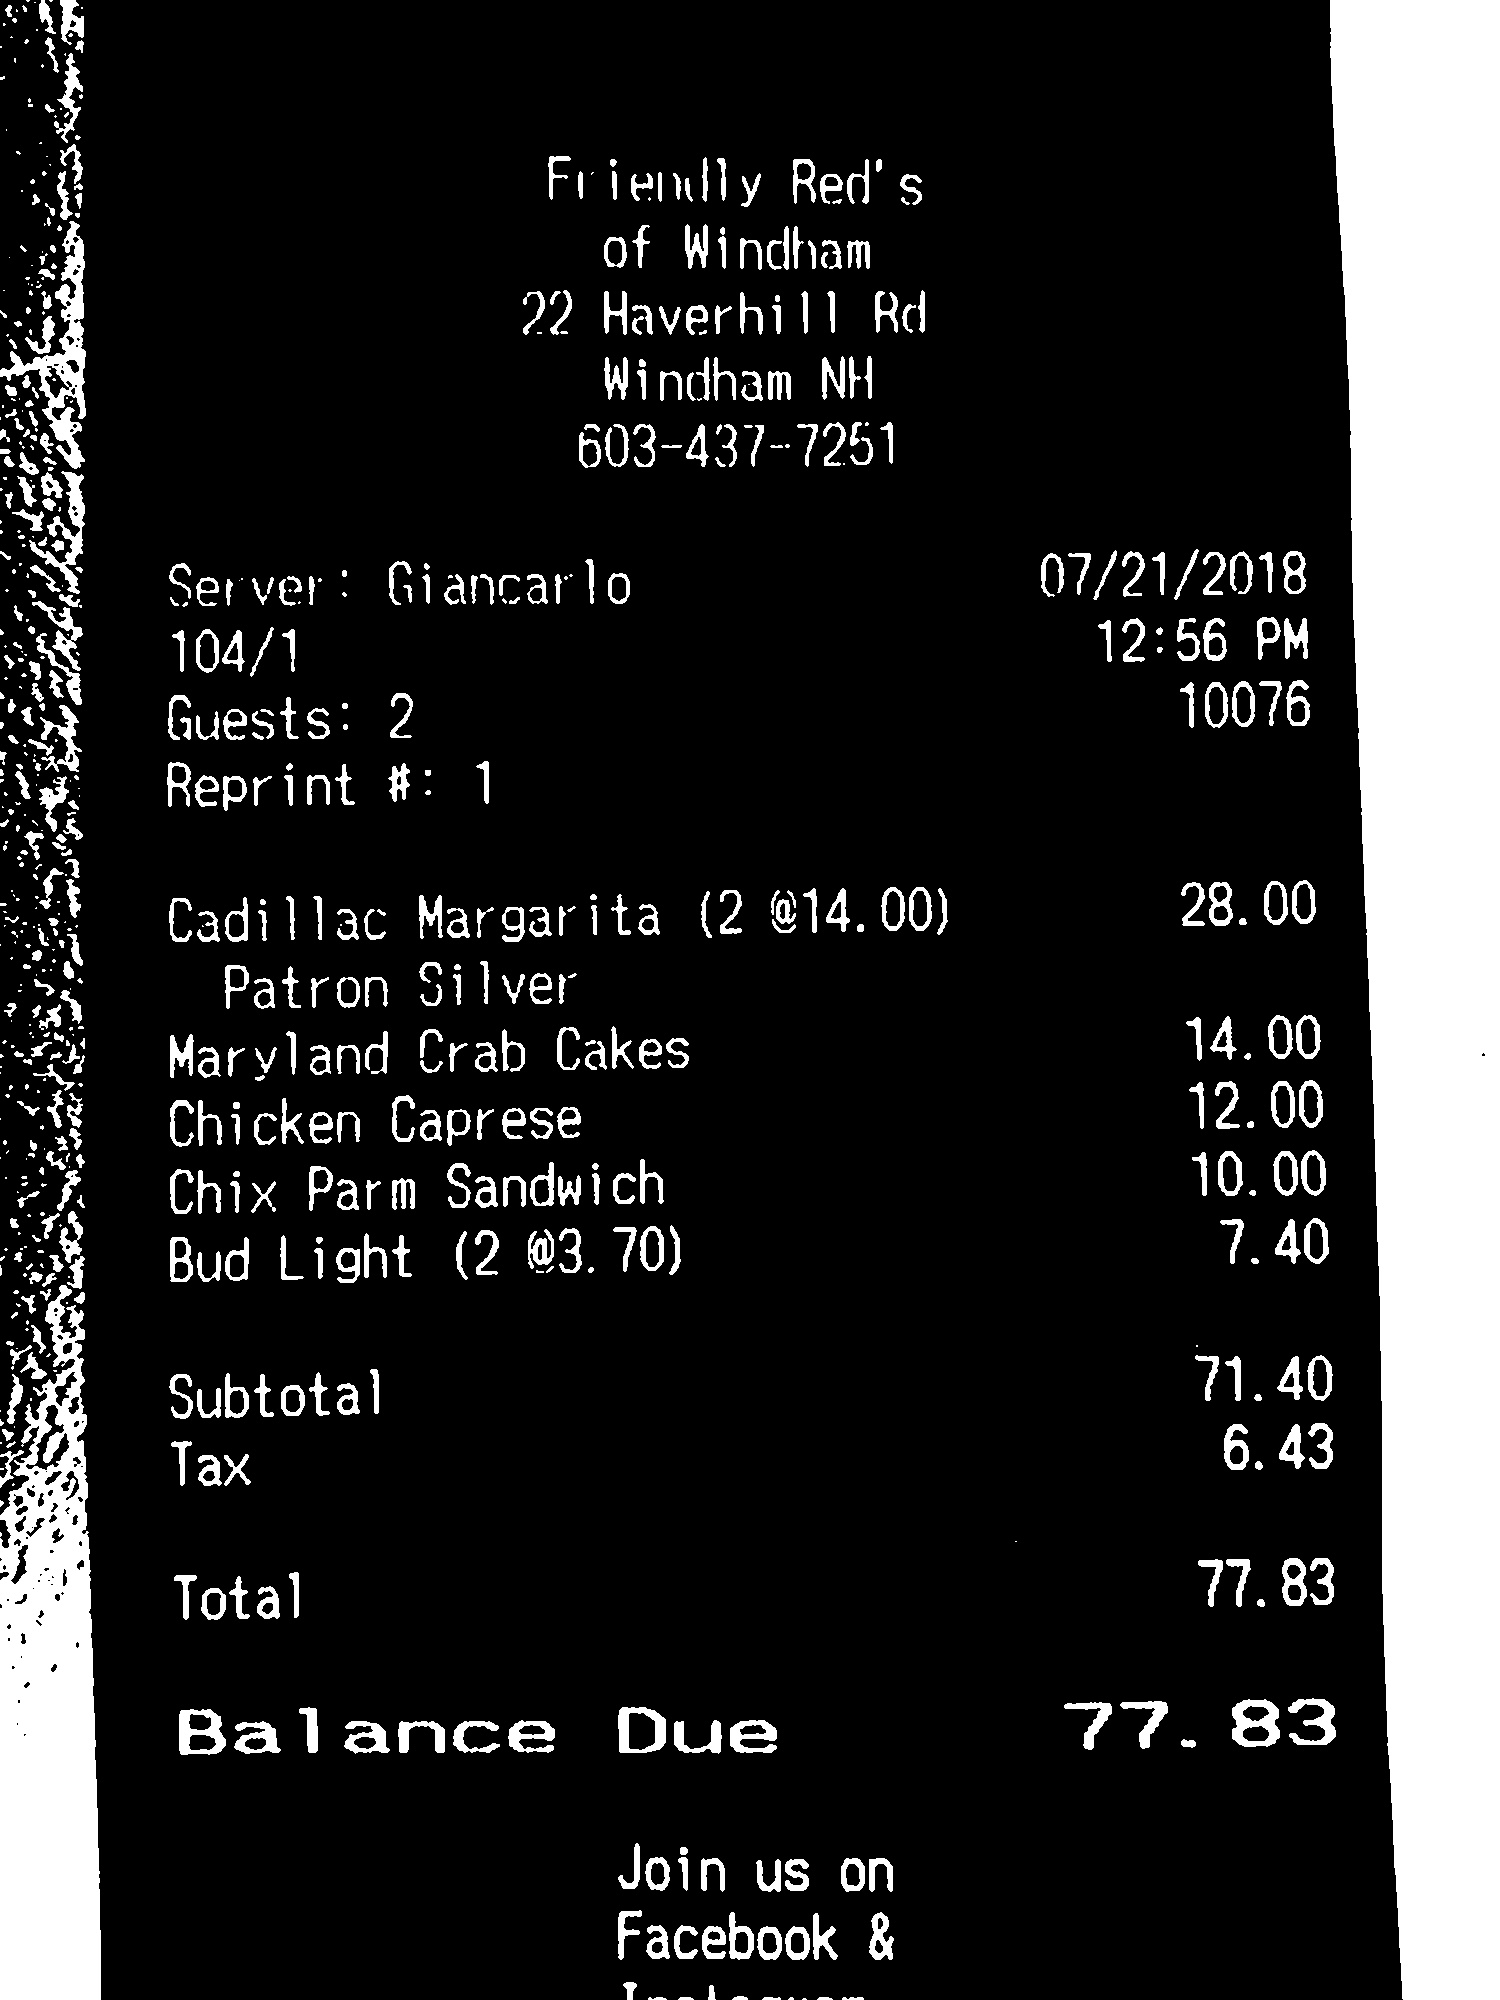 Friendly Red's
of Windham
22 Haverhill Rd
Windham NH
603-437-7251
Server: Giancarlo 07/21/2018
104/1 12:56 PM
Guests: 2 10076
Reprint #: 1
Cadillac Margarita (2 @14.00) 28.00
Patron Silver
Maryland Crab Cakes 14.00
Chicken Caprese 12.00
Chix Parm Sandwich 10.00
Bud Light (2 @3.70) 7.40
Subtotal 71.40
Tax 6.43
Total 77.83
Balance Due 77.83
Join us on
Facebook &